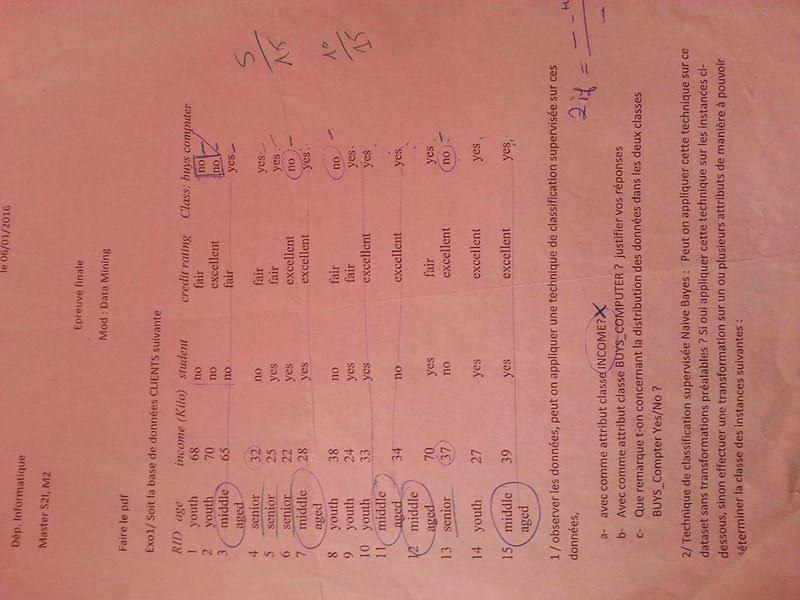 le 06/01/2016
Dép. Informatique
Master S2I, M2
Epreuve finale
Mod : Data Mining
Faire le pdf
Exo1/ Soit la base de données CLIENTS suivante
RID age income (Kilo) student credit rating Class: buys computer
1 youth 68 no fair no
2 youth 70 no excellent no
3 middle 65 no fair yes
aged
4 senior 32 no fair yes
5 senior 25 yes fair yes
6 senior 22 yes excellent no
7 middle 28 yes excellent yes
aged
8 youth 38 no fair no
9 youth 24 yes fair yes
10 youth 33 yes excellent yes
11 middle
aged 34 no excellent yes
12 middle
aged 70 yes fair yes
13 senior 37 no excellent no
14 youth 27 yes excellent yes
15 middle 39 yes excellent yes
aged
5/15
10/15
1 / observer les données, peut on appliquer une technique de classification supervisée sur ces
données,
a- avec comme attribut classe INCOME? X
b- Avec comme attribut classe BUYS_COMPUTER ? justifier vos réponses
c- Que remarque t-on concernant la distribution des données dans les deux classes
BUYS_Compter Yes/No ?
2/ Technique de classification supervisée Naive Bayes : Peut on appliquer cette technique sur ce
dataset sans transformations préalables ? Si oui appliquer cette technique sur les instances ci-
dessous, sinon effectuer une transformation sur un ou plusieurs attributs de manière à pouvoir
déterminer la classe des instances suivantes :